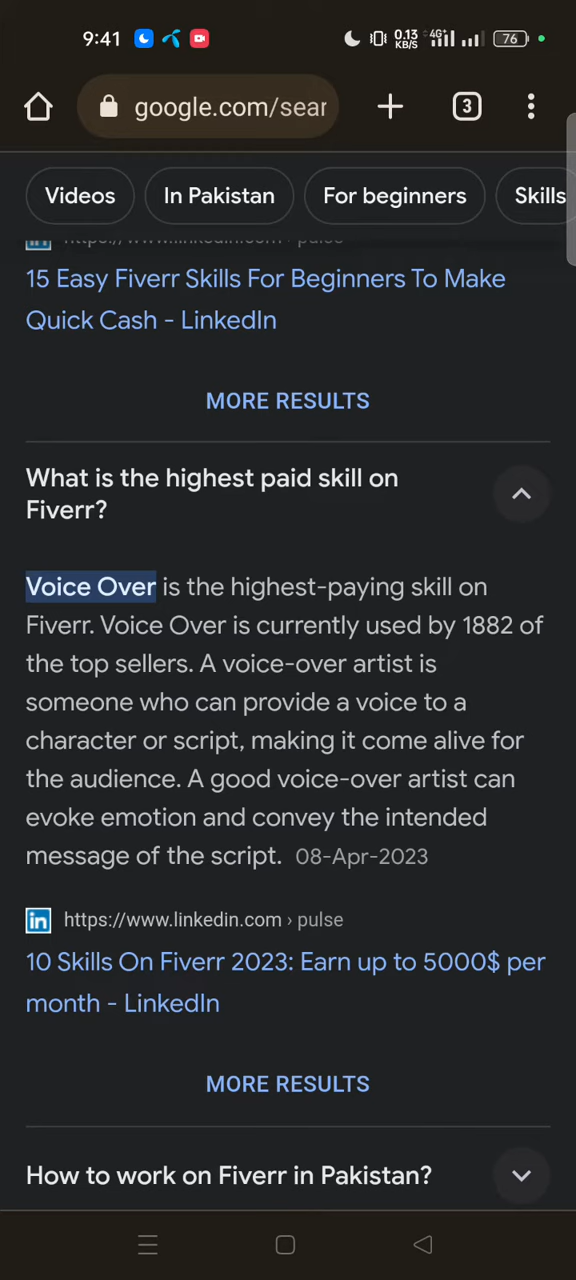 9:41 0.13 KB/S 4G+ 76
google.com/sear 3
Videos In Pakistan For beginners Skills
https://www.linkedin.com › pulse
15 Easy Fiverr Skills For Beginners To Make
Quick Cash - LinkedIn
MORE RESULTS
What is the highest paid skill on
Fiverr?
Voice Over is the highest-paying skill on
Fiverr. Voice Over is currently used by 1882 of
the top sellers. A voice-over artist is
someone who can provide a voice to a
character or script, making it come alive for
the audience. A good voice-over artist can
evoke emotion and convey the intended
message of the script. 08-Apr-2023
in https://www.linkedin.com › pulse
10 Skills On Fiverr 2023: Earn up to 5000$ per
month - LinkedIn
MORE RESULTS
How to work on Fiverr in Pakistan?